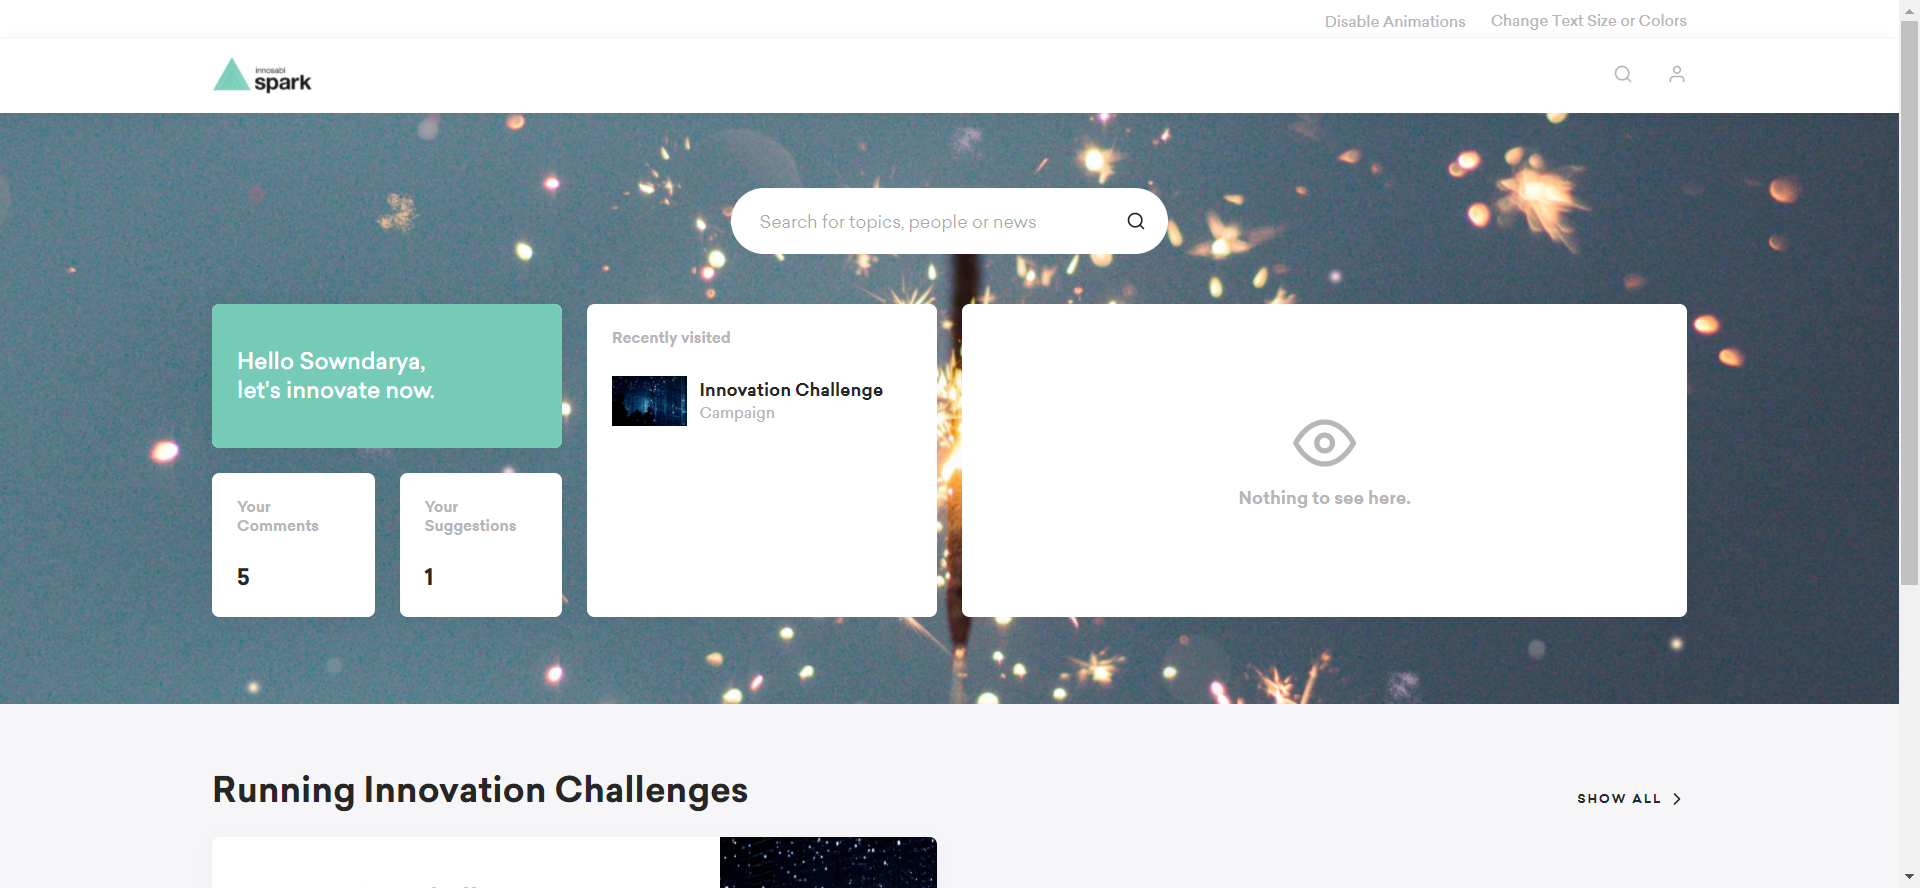 Disable Animations
Change Text Size or Colors
innosabi
spark
Search for topics, people or news
Hello Sowndarya,
let's innovate now.
Your
Comments
5
Your
Suggestions
1
Recently visited
Innovation Challenge
Campaign
Nothing to see here.
Running Innovation Challenges
SHOW ALL